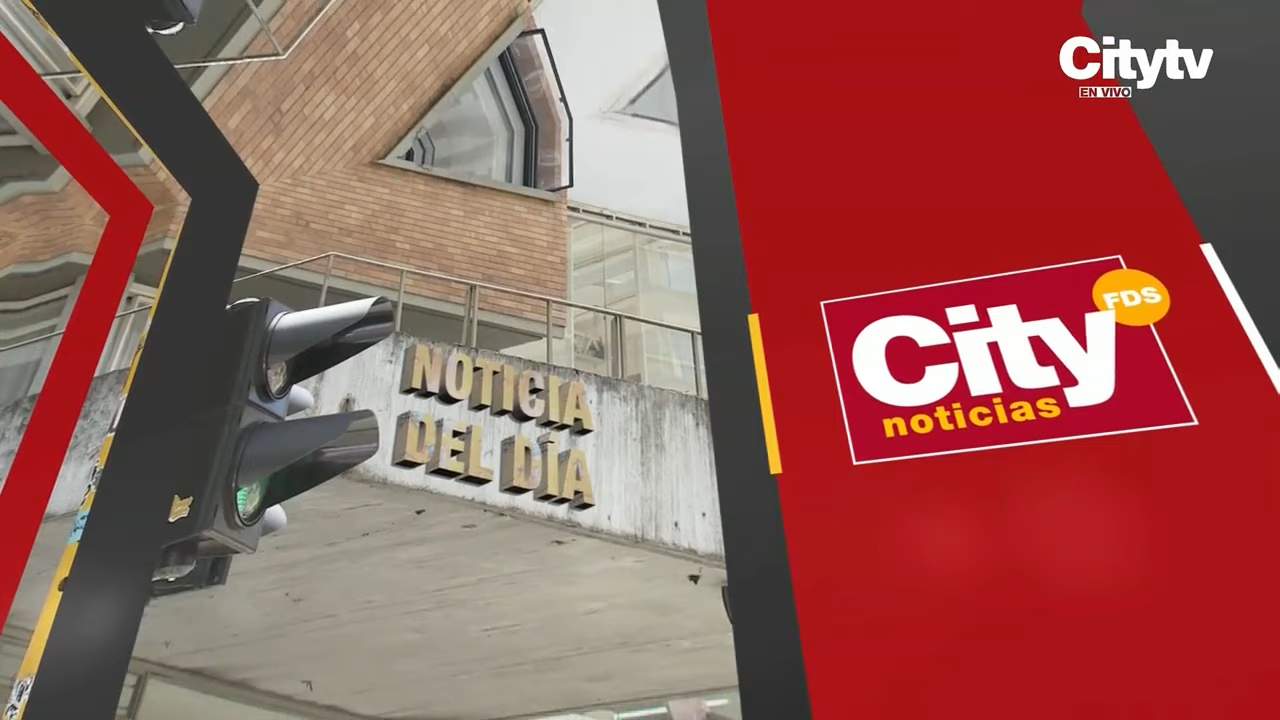 Citytv
EN VIVO
NOTICIA
DEL DÍA
City
FDS
noticias